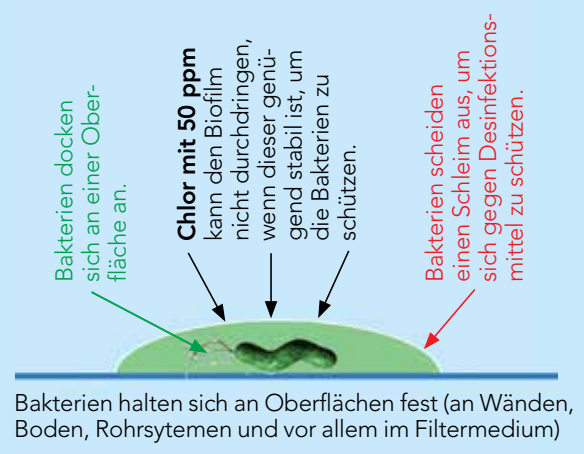 Bakterien docken
sich an einer Ober-
fläche an.
Chlor mit 50 ppm
kann den Biofilm
nicht durchdringen,
wenn dieser genü-
gend stabil ist, um
die Bakterien zu
schützen.
Bakterien scheiden
einen Schleim aus, um
sich gegen Desinfektions-
mittel zu schützen.
Bakterien halten sich an Oberflächen fest (an Wänden,
Boden, Rohrsytemen und vor allem im Filtermedium)